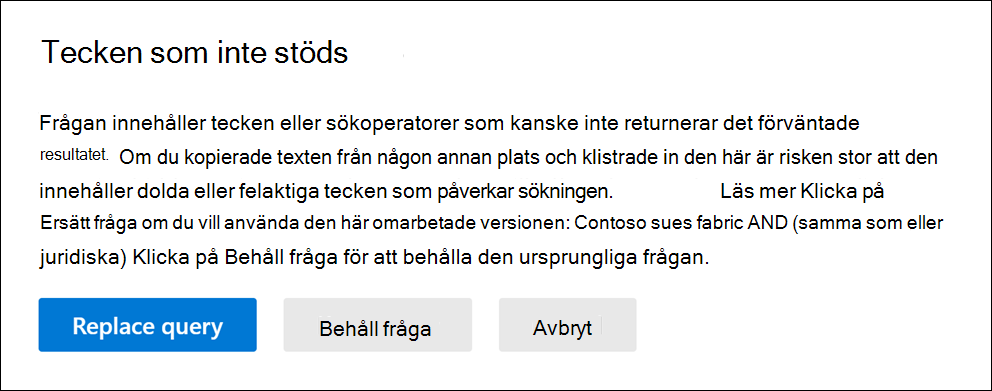 Tecken som inte stöds
Frågan innehåller tecken eller sökoperatorer som kanske inte returnerar det förväntade
resultatet. Om du kopierade texten från någon annan plats och klistrade in den här är risken stor att den
innehåller dolda eller felaktiga tecken som påverkar sökningen. Läs mer Klicka på
Ersätt fråga om du vill använda den här omarbetade versionen: Contoso sues fabric AND (samma som eller
juridiska) Klicka på Behåll fråga för att behålla den ursprungliga frågan.
Replace query Behåll fråga Avbryt